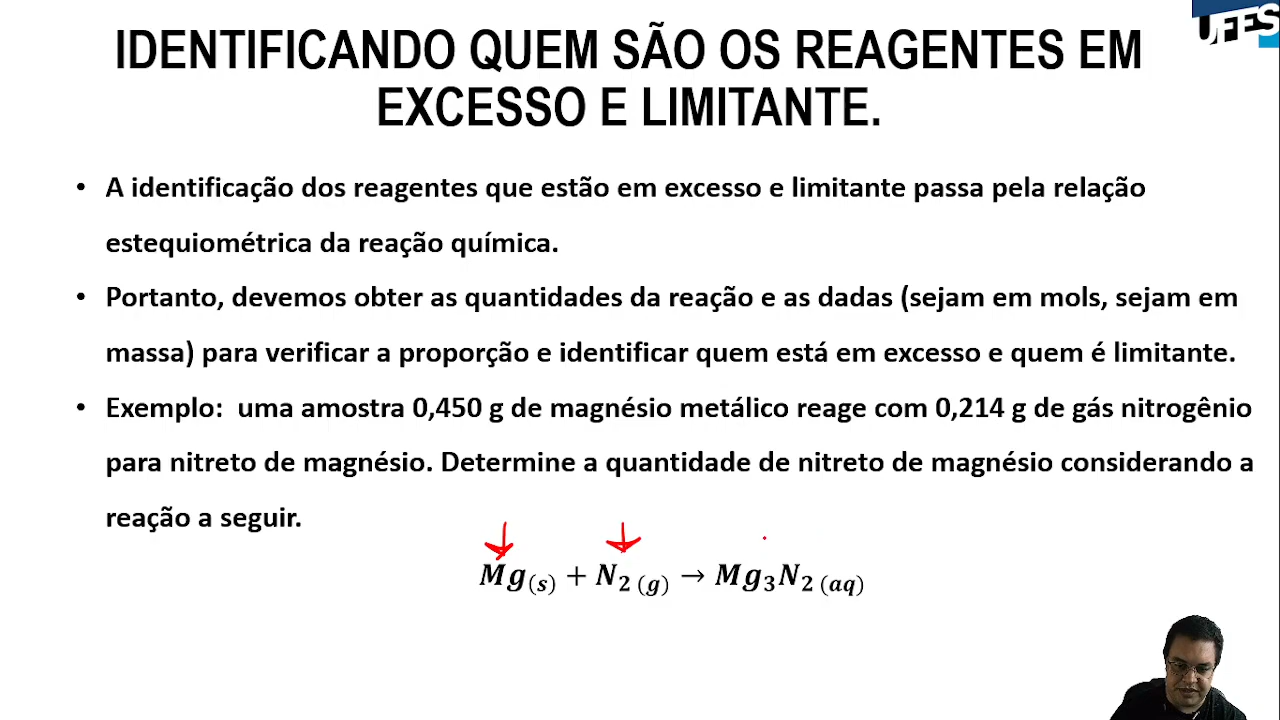 UFES
IDENTIFICANDO QUEM SÃO OS REAGENTES EM
EXCESSO E LIMITANTE.
• A identificação dos reagentes que estão em excesso e limitante passa pela relação
estequiométrica da reação química.
• Portanto, devemos obter as quantidades da reação e as dadas (sejam em mols, sejam em
massa) para verificar a proporção e identificar quem está em excesso e quem é limitante.
• Exemplo: uma amostra 0,450 g de magnésio metálico reage com 0,214 g de gás nitrogênio
para nitreto de magnésio. Determine a quantidade de nitreto de magnésio considerando a
reação a seguir.
Mg₍s₎ + N₂ ₍g₎ → Mg₃N₂ ₍aq₎